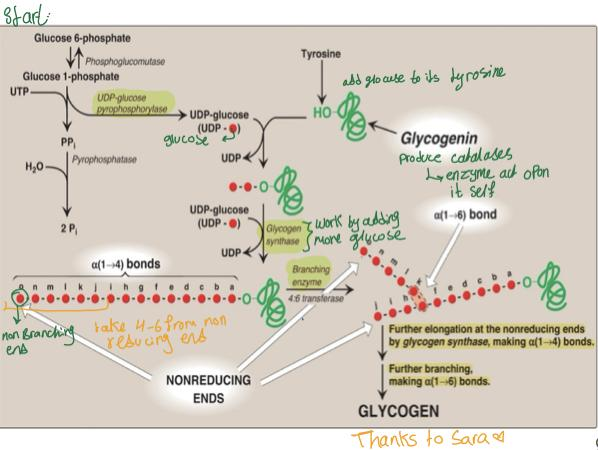 Start:
Glucose 6-phosphate
Phosphoglucomutase
Glucose 1-phosphate
UTP
UDP-glucose
pyrophosphorylase
UDP-glucose
(UDP - )
glucose
PPi
H2O
Pyrophosphatase
2 Pi
UDP
Tyrosine
HO
add glocuse to its tyrosine
Glycogenin
produce catalases
enzyme act opon
it self
O
UDP-glucose
(UDP - )
UDP
Glycogen
synthase
work by adding
more glucose
α(1→6) bond
α(1→4) bonds
o n m l k j i h g f e d c b a
O
Branching
enzyme
4:6 transferase
o n m l k
j i h g f e d c b a
O
non Branching
end
take 4-6 from non
reducing end
NONREDUCING
ENDS
Further elongation at the nonreducing ends
by glycogen synthase, making α(1→4) bonds.
Further branching,
making α(1→6) bonds.
GLYCOGEN
Thanks to Sara